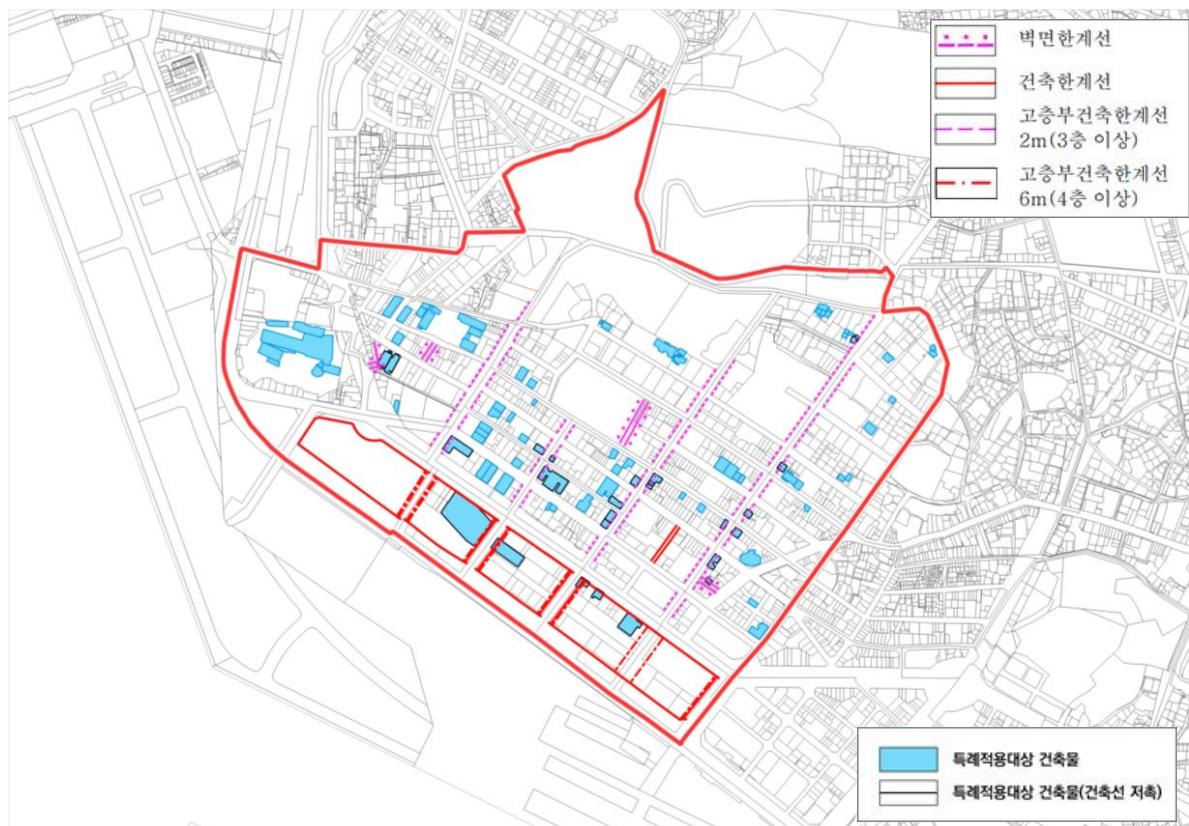 벽면한계선
건축한계선
고층부건축한계선
2m(3층 이상)
고층부건축한계선
6m(4층 이상)
특례적용대상 건축물
특례적용대상 건축물(건축선 저촉)